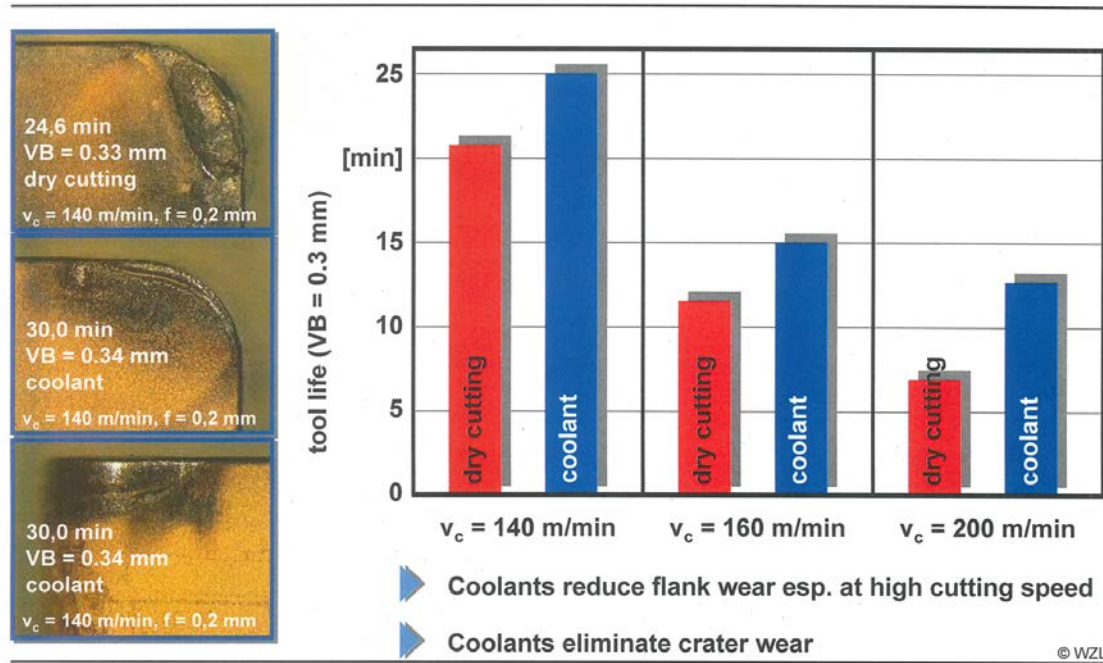 24,6 min
VB = 0.33 mm
dry cutting
vc = 140 m/min, f = 0,2 mm
30,0 min
VB = 0.34 mm
coolant
vc = 140 m/min, f = 0,2 mm
30,0 min
VB = 0.34 mm
coolant
vc = 140 m/min, f = 0,2 mm
tool life (VB = 0.3 mm)
25
[min]
15
10
5
0
dry cutting
coolant
dry cutting
coolant
dry cutting
coolant
vc = 140 m/min
vc = 160 m/min
vc = 200 m/min
Coolants reduce flank wear esp. at high cutting speed
Coolants eliminate crater wear
© WZL